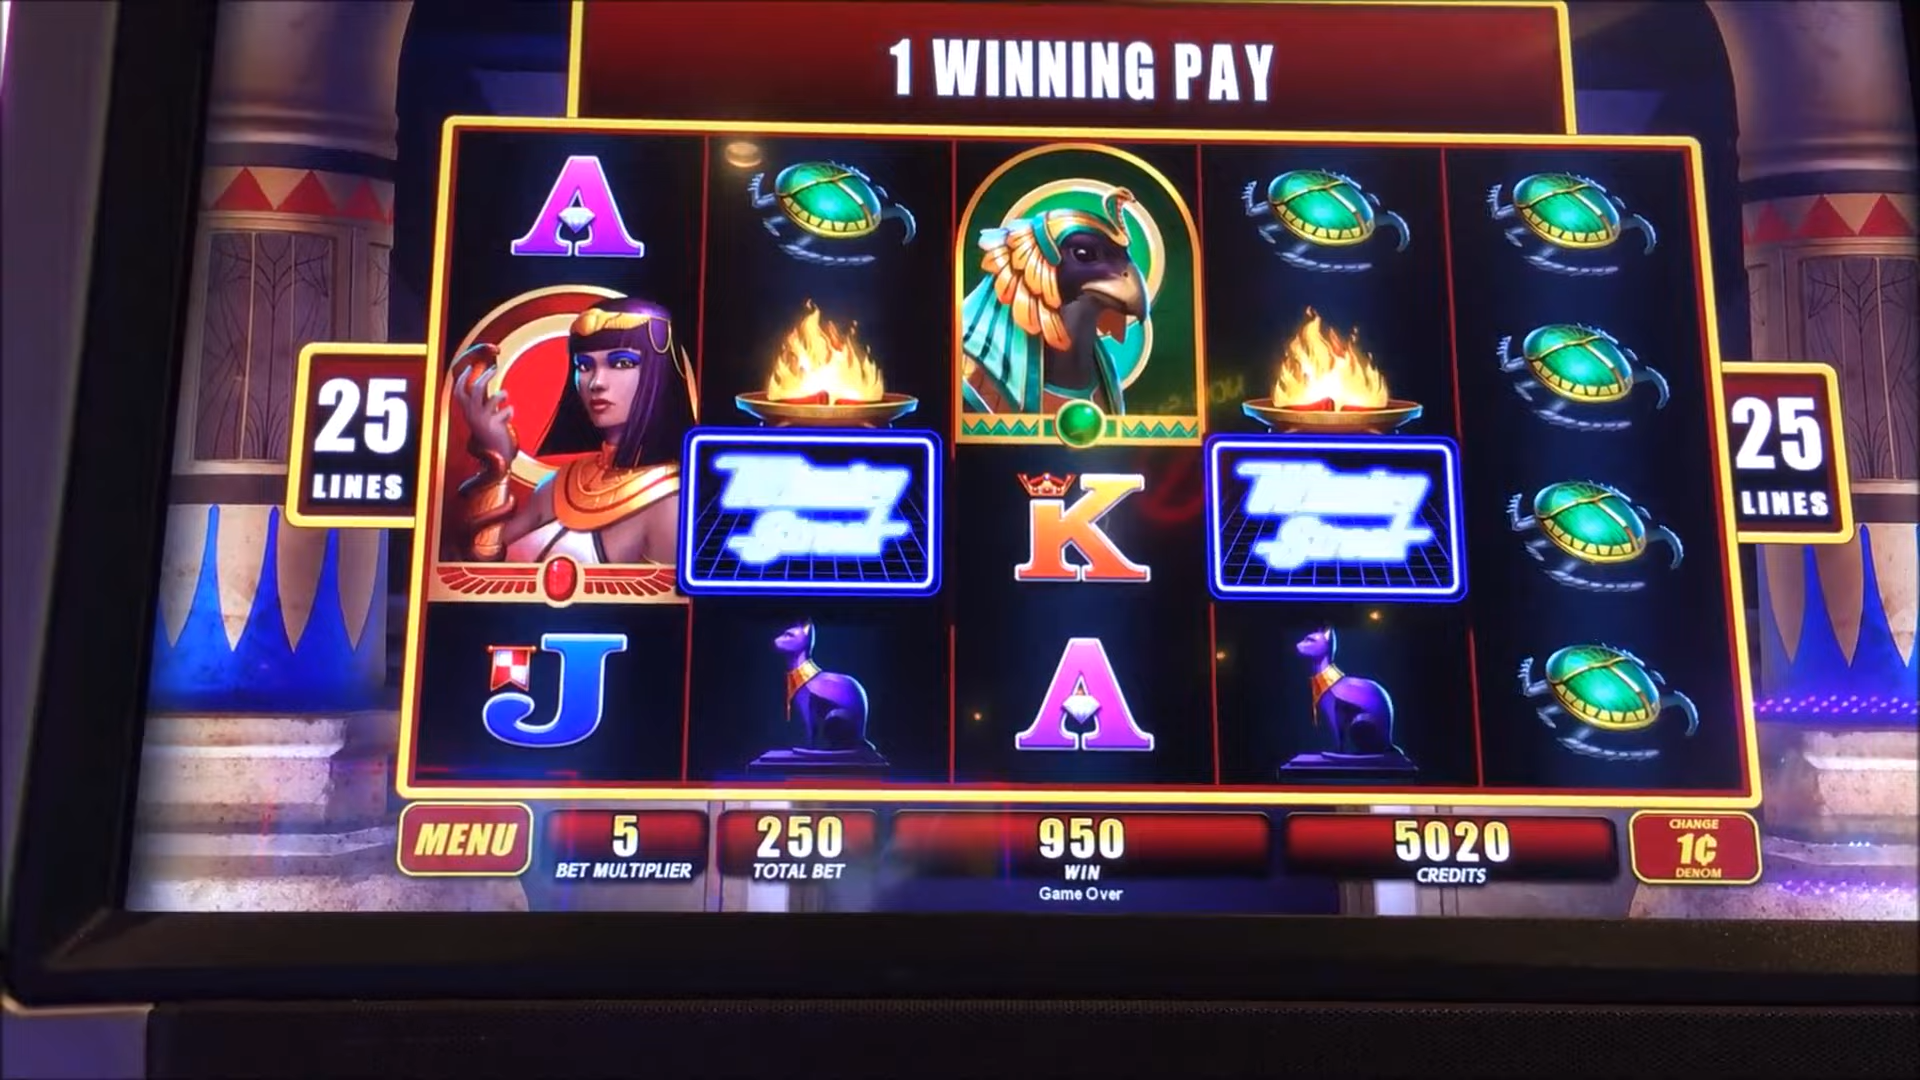 1 WINNING PAY
A
25
LINES
25
LINES
K
J
A
MENU
5
BET MULTIPLIER
250
TOTAL BET
950
WIN
Game Over
5020
CREDITS
CHANGE
1¢
DENOM